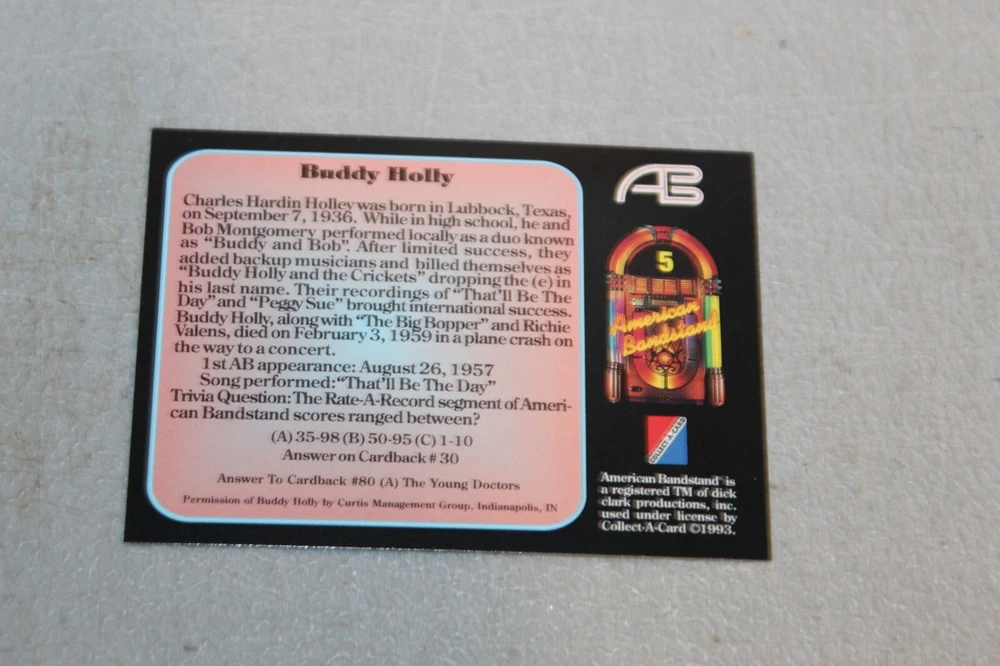 Buddy Holly
Charles Hardin Holley was born in Lubbock, Texas,
on September 7, 1936. While in high school, he and
Bob Montgomery performed locally as a duo known
as “Buddy and Bob”. After limited success, they
added backup musicians and billed themselves as
“Buddy Holly and the Crickets” dropping the (e) in
his last name. Their recordings of “That'll Be The
Day” and “Peggy Sue” brought international success.
Buddy Holly, along with “The Big Bopper” and Richie
Valens, died on February 3, 1959 in a plane crash on
the way to a concert.
1st AB appearance: August 26, 1957
Song performed: “That'll Be The Day”
Trivia Question: The Rate-A-Record segment of Ameri-
can Bandstand scores ranged between?
(A) 35-98 (B) 50-95 (C) 1-10
Answer on Cardback # 30
Answer To Cardback #80 (A) The Young Doctors
Permission of Buddy Holly by Curtis Management Group, Indianapolis, IN
AB
5
American
Bandstand
COLLECT-A-CARD
American Bandstand is
a registered TM of dick
clark productions, inc.
used under license by
Collect-A-Card ©1993.